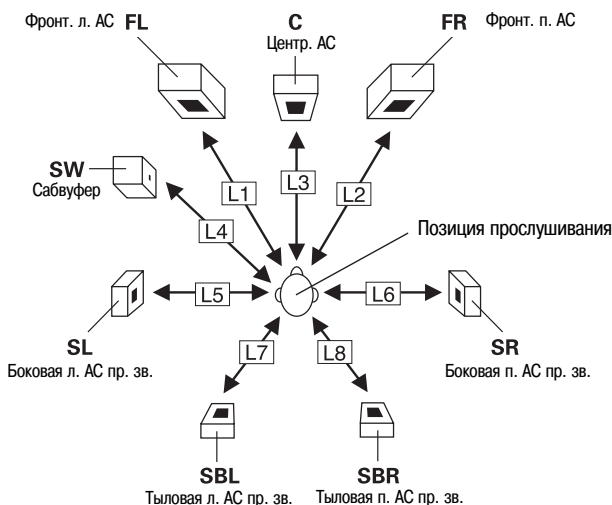 Фронт. л. АС FL
C
Центр. АС
FR Фронт. п. АС
SW
Сабвуфер
L1
L3
L2
L4
Позиция прослушивания
L5
L6
SL
Боковая л. АС пр. зв.
SR
Боковая п. АС пр. зв.
L7
L8
SBL
Тыловая л. АС пр. зв.
SBR
Тыловая п. АС пр. зв.